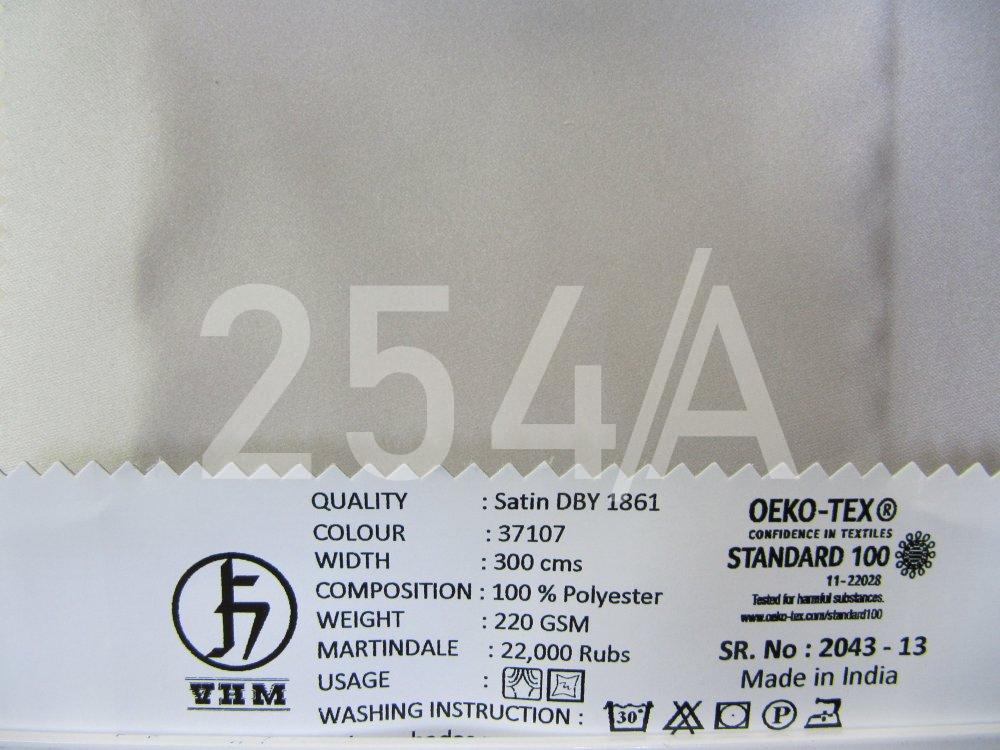 254/A
QUALITY : Satin DBY 1861
COLOUR : 37107
WIDTH : 300 cms
COMPOSITION : 100 % Polyester
WEIGHT : 220 GSM
MARTINDALE : 22,000 Rubs
USAGE :
WASHING INSTRUCTION : 30° P
VHM
OEKO-TEX®
CONFIDENCE IN TEXTILES
STANDARD 100
11-22028
Tested for harmful substances.
www.oeko-tex.com/standard100
SR. No : 2043 - 13
Made in India